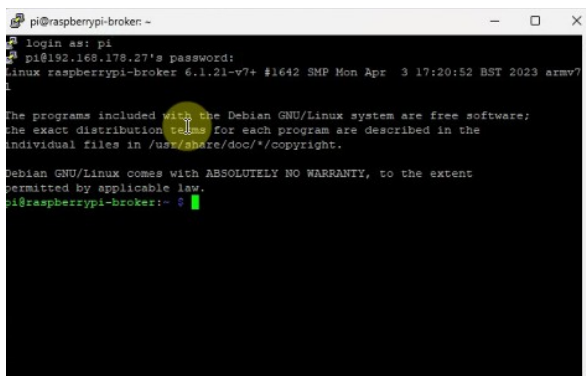 pi@raspberrypi-broker: ~
login as: pi
pi@192.168.178.27's password:
Linux raspberrypi-broker 6.1.21-v7+ #1642 SMP Mon Apr  3 17:20:52 BST 2023 armv7
l
The programs included with the Debian GNU/Linux system are free software;
the exact distribution terms for each program are described in the
individual files in /usr/share/doc/*/copyright.
Debian GNU/Linux comes with ABSOLUTELY NO WARRANTY, to the extent
permitted by applicable law.
pi@raspberrypi-broker:~ $